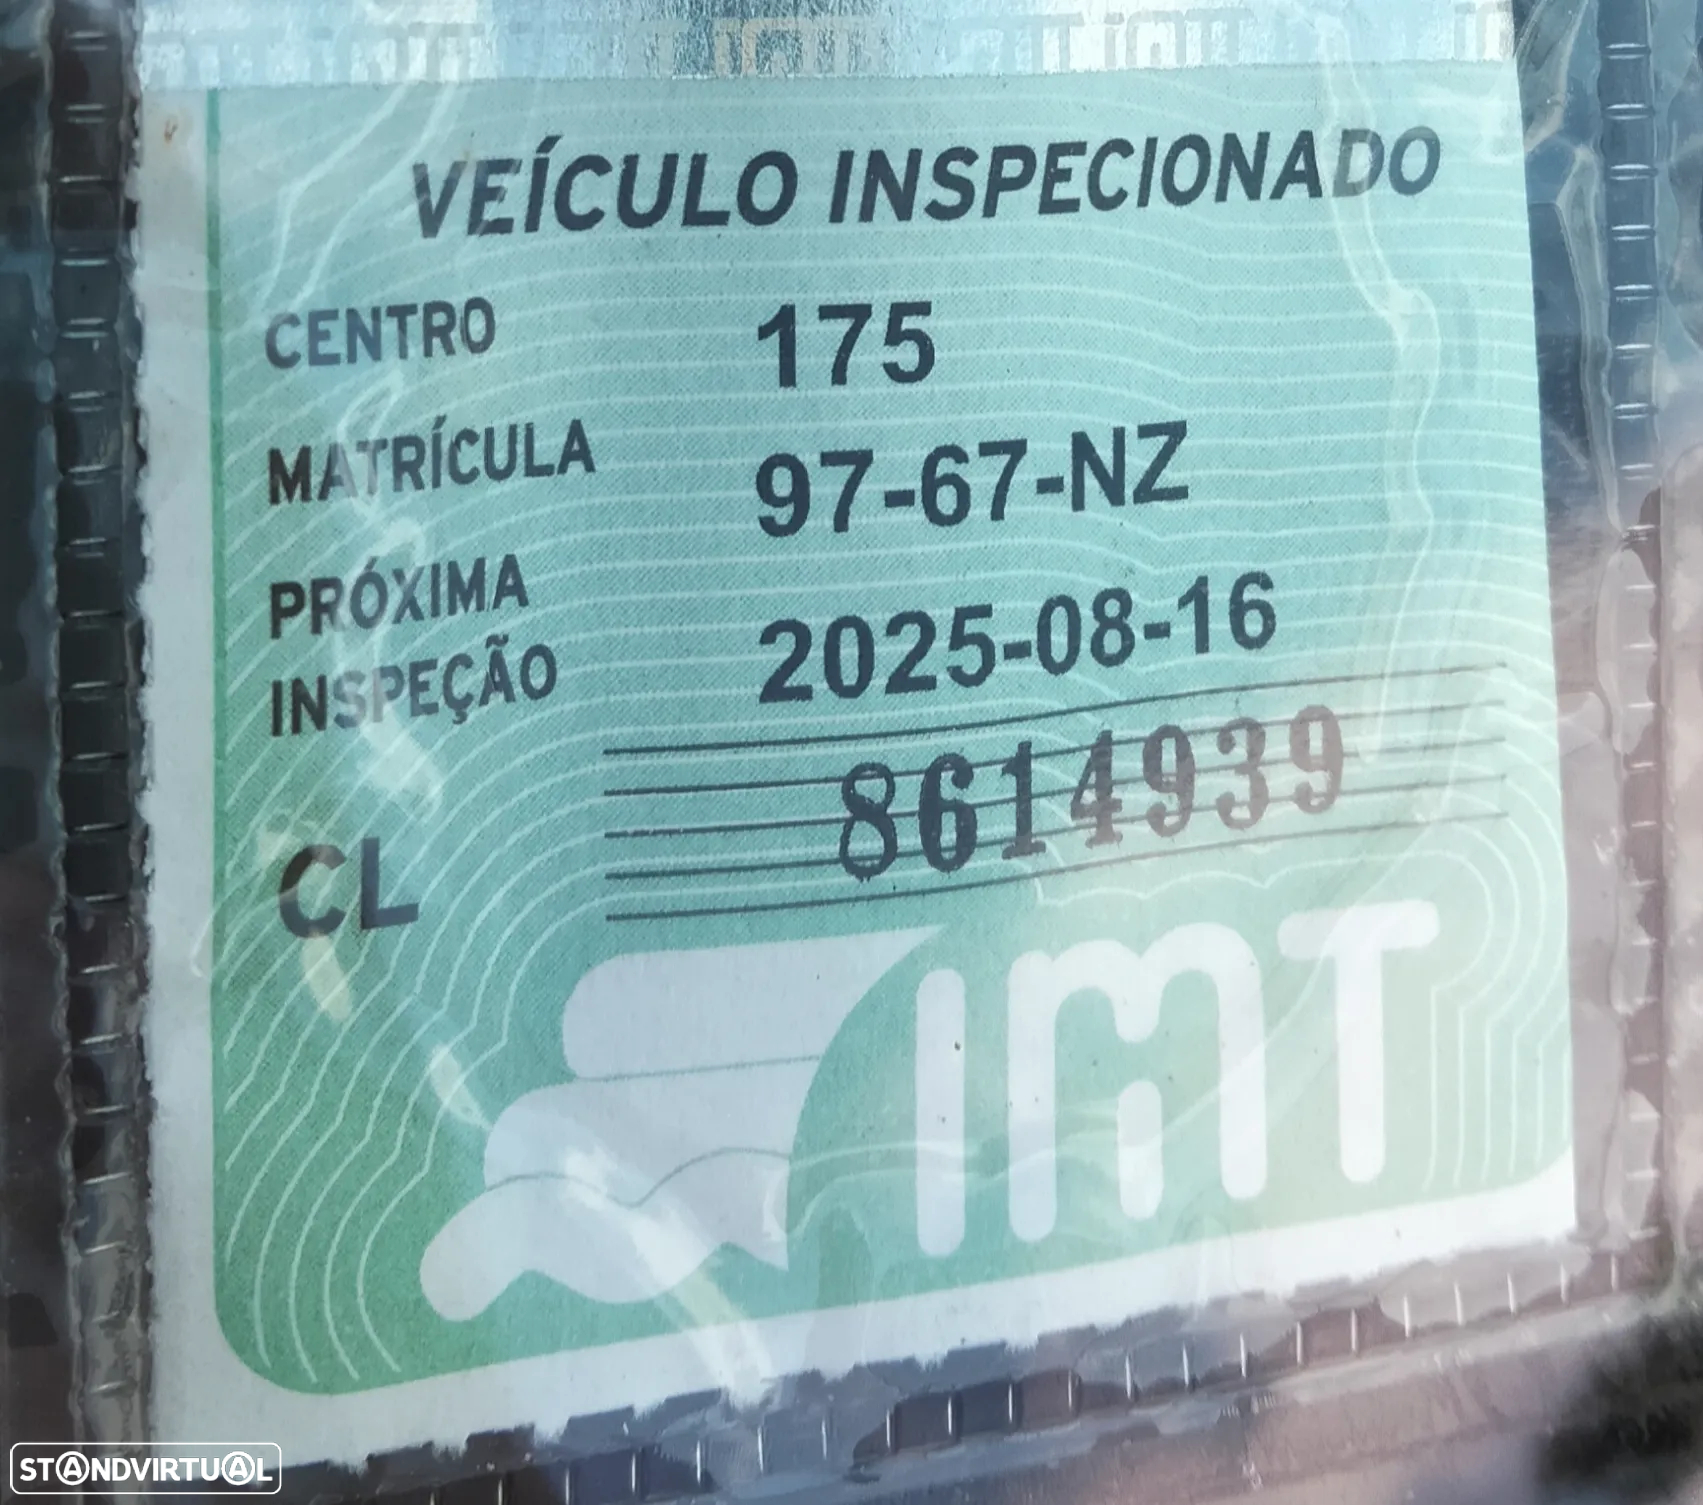 VEÍCULO INSPECIONADO
CENTRO 175
MATRÍCULA 97-67-NZ
PRÓXIMA
INSPEÇÃO 2025-08-16
CL 8614939
IMT
STANDVIRTUAL